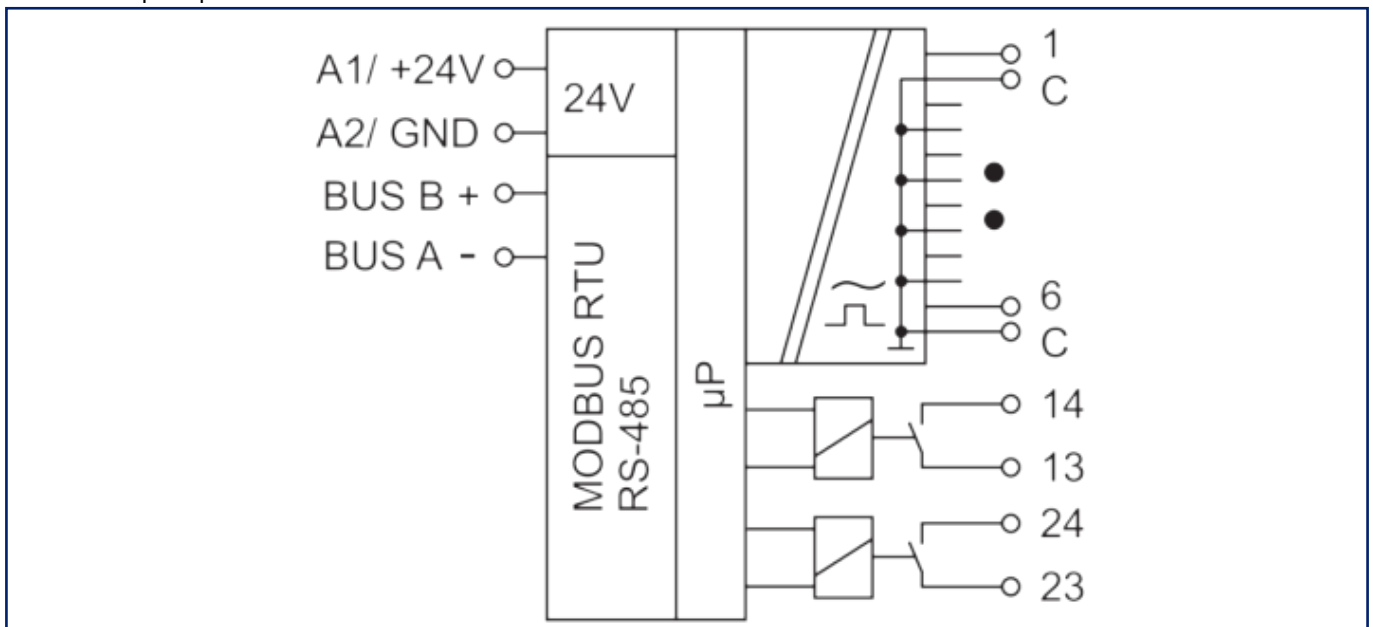 A1/ +24V
A2/ GND
BUS B +
BUS A -
24V
MODBUS RTU
RS-485
µP
1
C
6
C
14
13
24
23